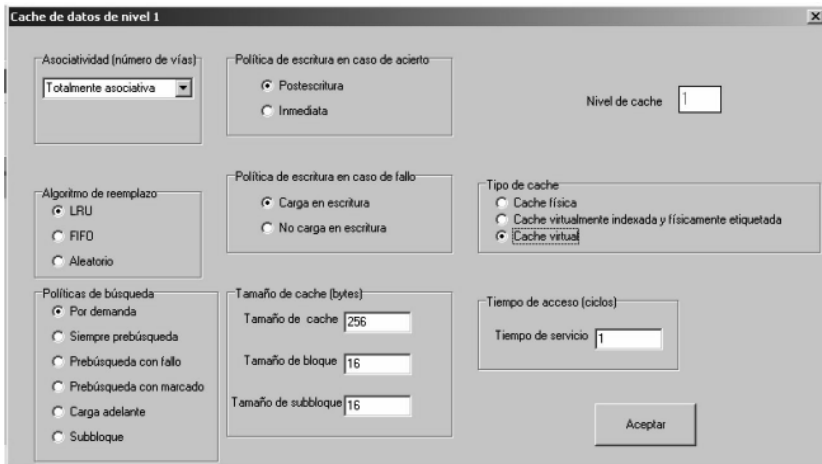 Cache de datos de nivel 1
Asociatividad (número de vías)
Totalmente asociativa
Política de escritura en caso de acierto
Postescritura
Inmediata
Nivel de cache 1
Algoritmo de reemplazo
LRU
FIFO
Aleatorio
Política de escritura en caso de fallo
Carga en escritura
No carga en escritura
Tipo de cache
Cache física
Cache virtualmente indexada y físicamente etiquetada
Cache virtual
Políticas de búsqueda
Por demanda
Siempre prebúsqueda
Prebúsqueda con fallo
Prebúsqueda con marcado
Carga adelante
Subbloque
Tamaño de cache (bytes)
Tamaño de cache 256
Tamaño de bloque 16
Tamaño de subbloque 16
Tiempo de acceso (ciclos)
Tiempo de servicio 1
Aceptar